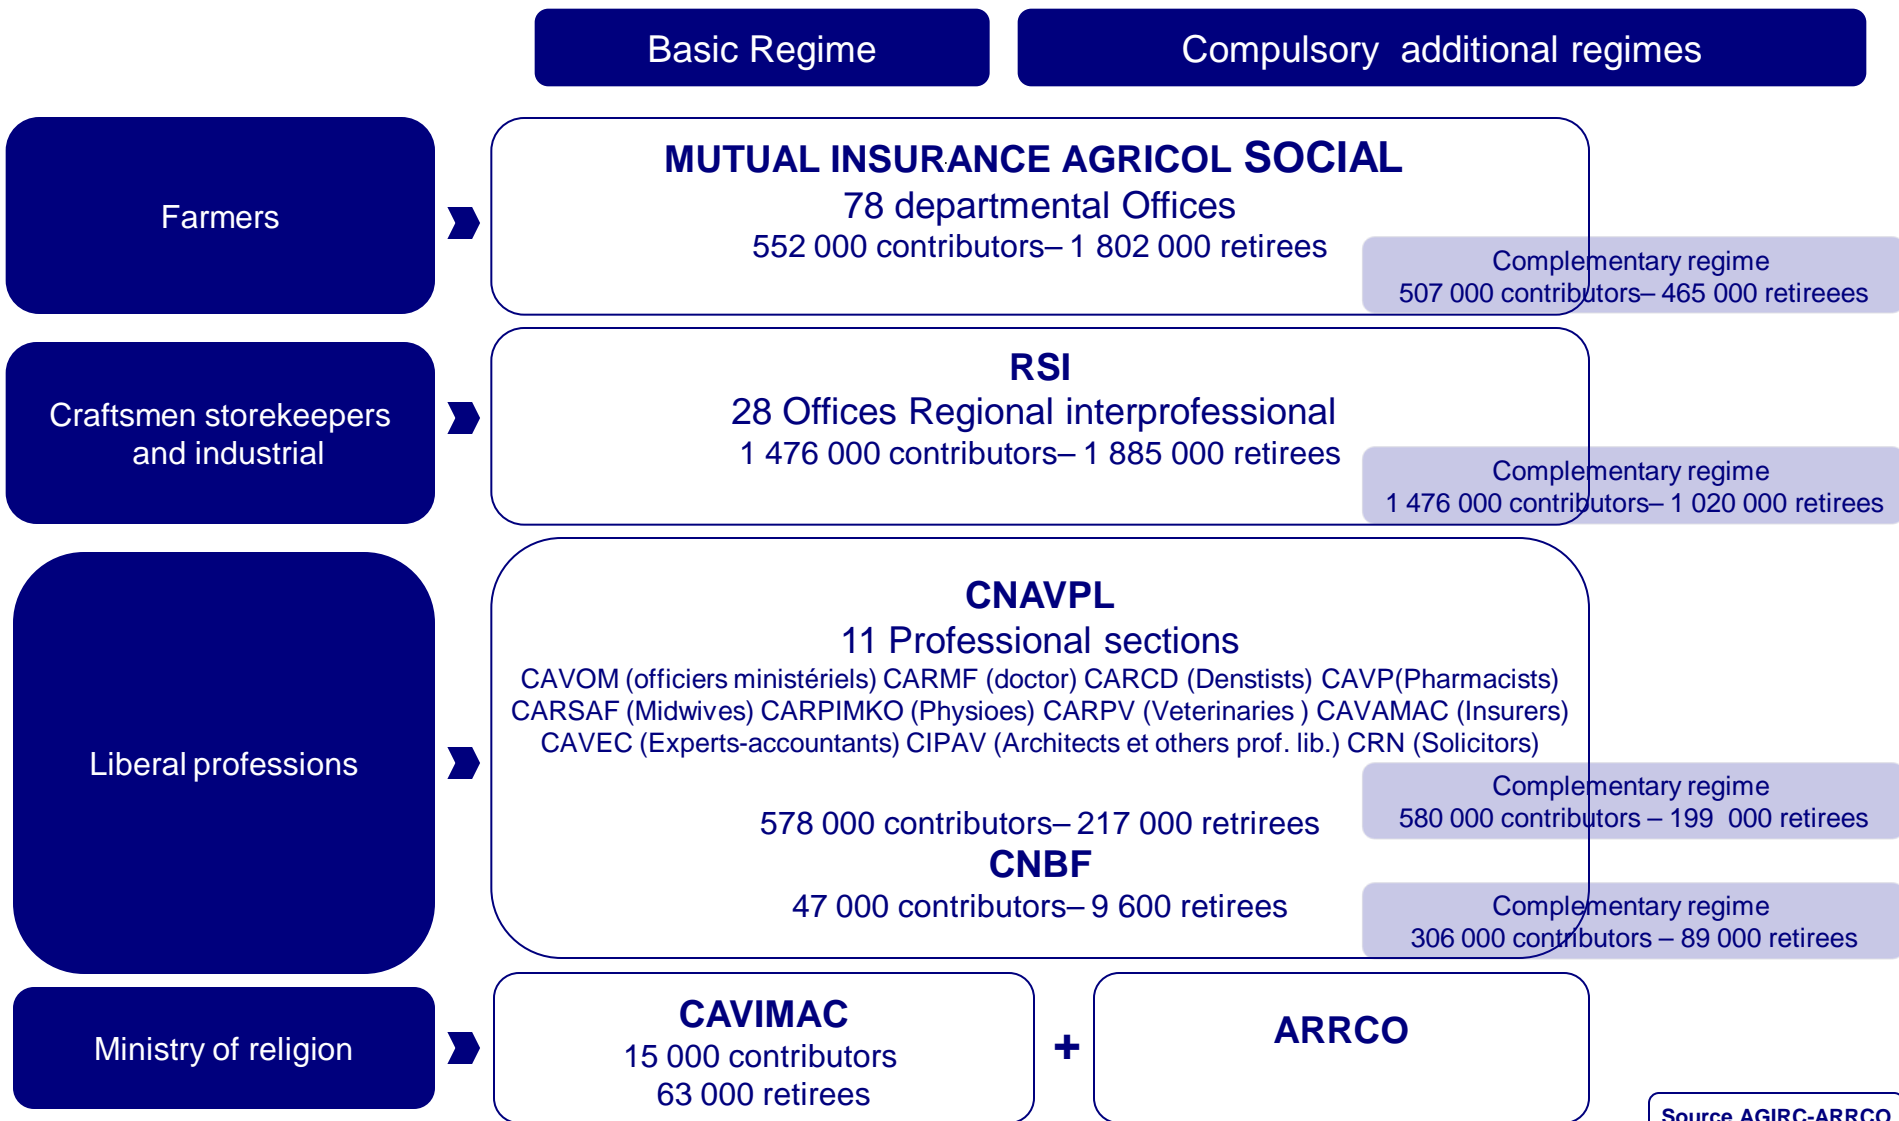 Basic Regime
Compulsory additional regimes
Farmers
MUTUAL INSURANCE AGRICOL SOCIAL
78 departmental Offices
552 000 contributors– 1 802 000 retirees
Complementary regime
507 000 contributors– 465 000 retireees
Craftsmen storekeepers
and industrial
RSI
28 Offices Regional interprofessional
1 476 000 contributors– 1 885 000 retirees
Complementary regime
1 476 000 contributors– 1 020 000 retirees
Liberal professions
CNAVPL
11 Professional sections
CAVOM (officiers ministériels) CARMF (doctor) CARCD (Denstists) CAVP(Pharmacists)
CARSAF (Midwives) CARPIMKO (Physioes) CARPV (Veterinaries ) CAVAMAC (Insurers)
CAVEC (Experts-accountants) CIPAV (Architects et others prof. lib.) CRN (Solicitors)
578 000 contributors– 217 000 retrirees
Complementary regime
580 000 contributors – 199 000 retirees
CNBF
47 000 contributors– 9 600 retirees
Complementary regime
306 000 contributors – 89 000 retirees
Ministry of religion
CAVIMAC
15 000 contributors
63 000 retirees
+
ARRCO
Source AGIRC-ARRCO